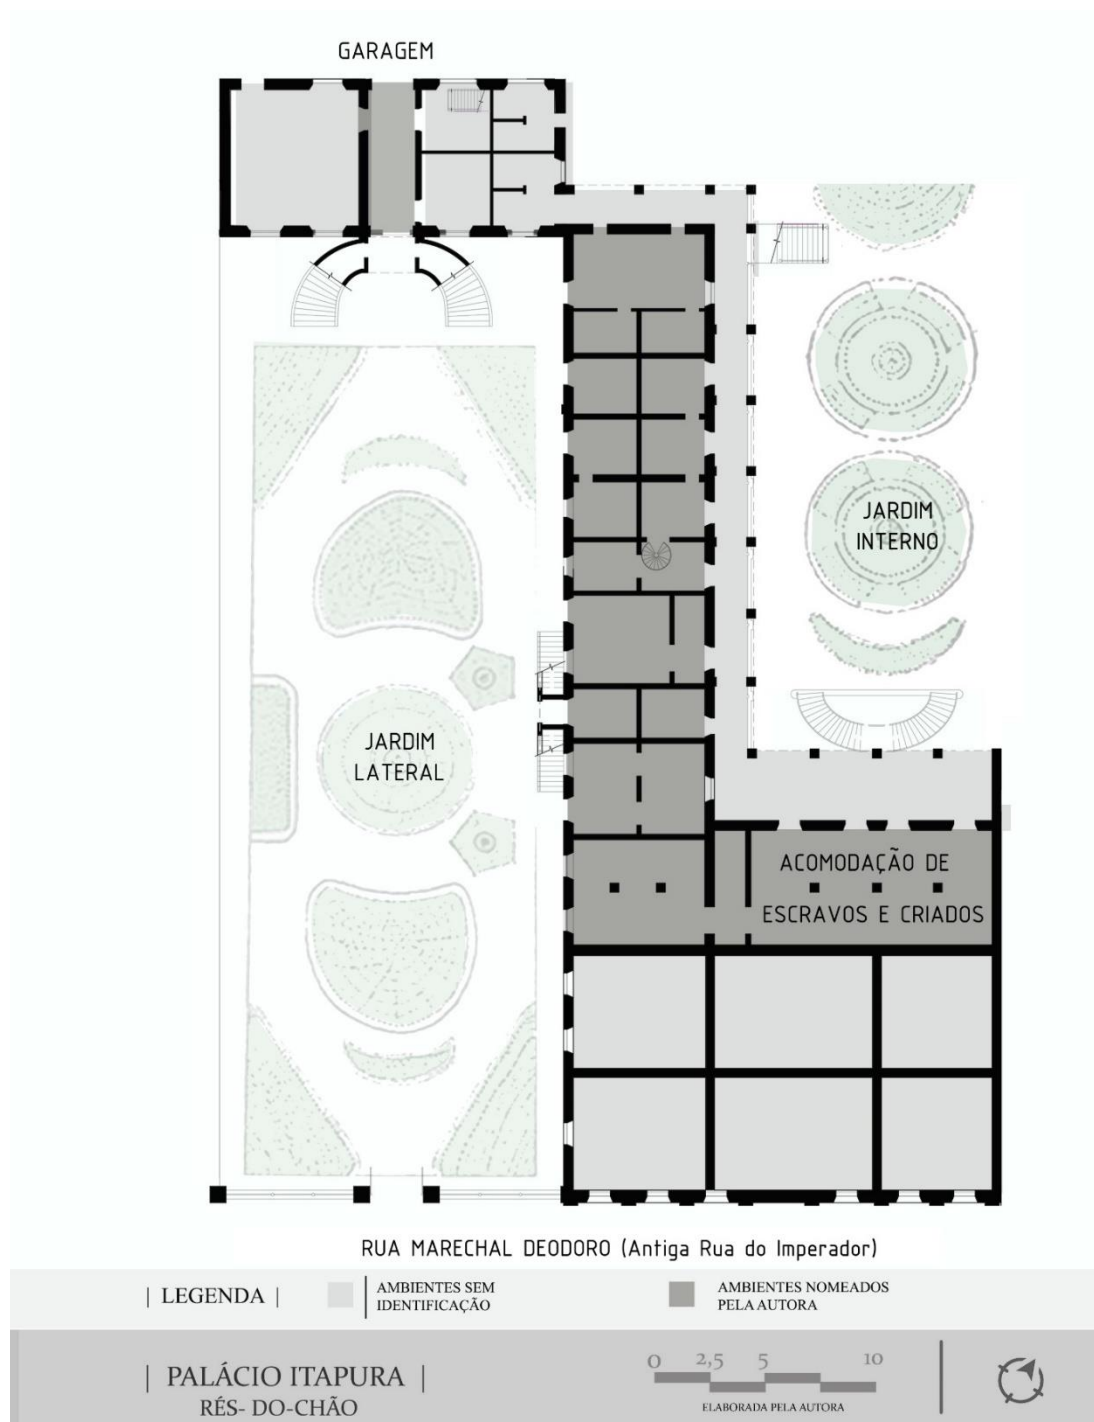 GARAGEM
JARDIM
INTERNO
JARDIM
LATERAL
ACOMODAÇÃO DE
ESCRAVOS E CRIADOS
RUA MARECHAL DEODORO (Antiga Rua do Imperador)
| LEGENDA |
AMBIENTES SEM
IDENTIFICAÇÃO
AMBIENTES NOMEADOS
PELA AUTORA
| PALÁCIO ITAPURA |
RÉS- DO-CHÃO
0 2,5 5 10
ELABORADA PELA AUTORA